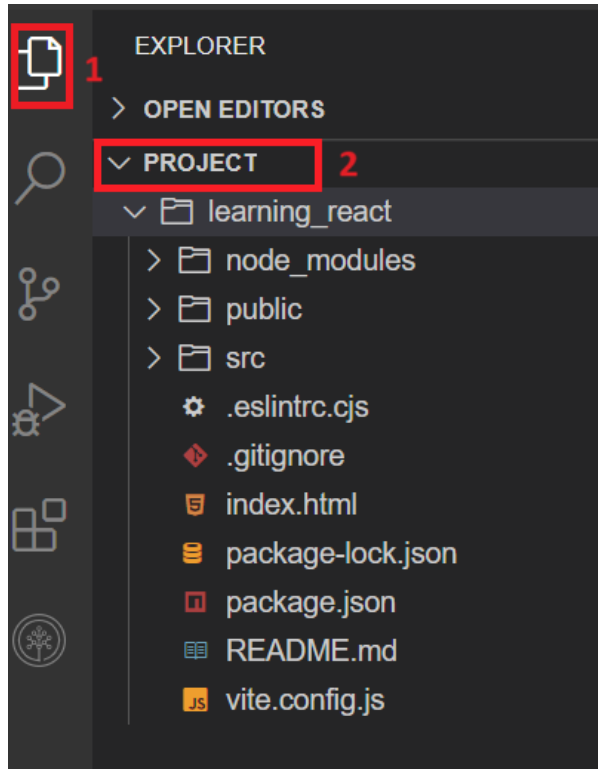 EXPLORER
1
OPEN EDITORS
PROJECT 2
learning_react
node_modules
public
src
.eslintrc.cjs
.gitignore
index.html
package-lock.json
package.json
README.md
JS vite.config.js